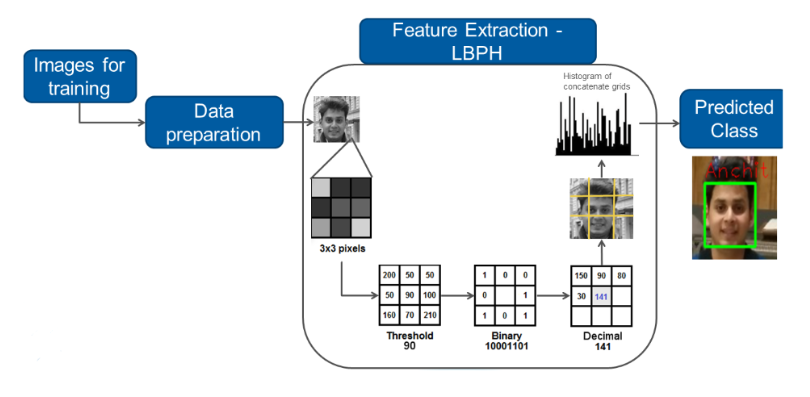 Feature Extraction -
LBPH
Images for
training
Data
preparation
Histogram of
concatenate grids
Predicted
Class
Anchit
3x3 pixels
200 50 50
50 90 100
160 70 210
Threshold
90
1 0 0
0 1
1 0 1
Binary
10001101
150 90 80
30 141
Decimal
141